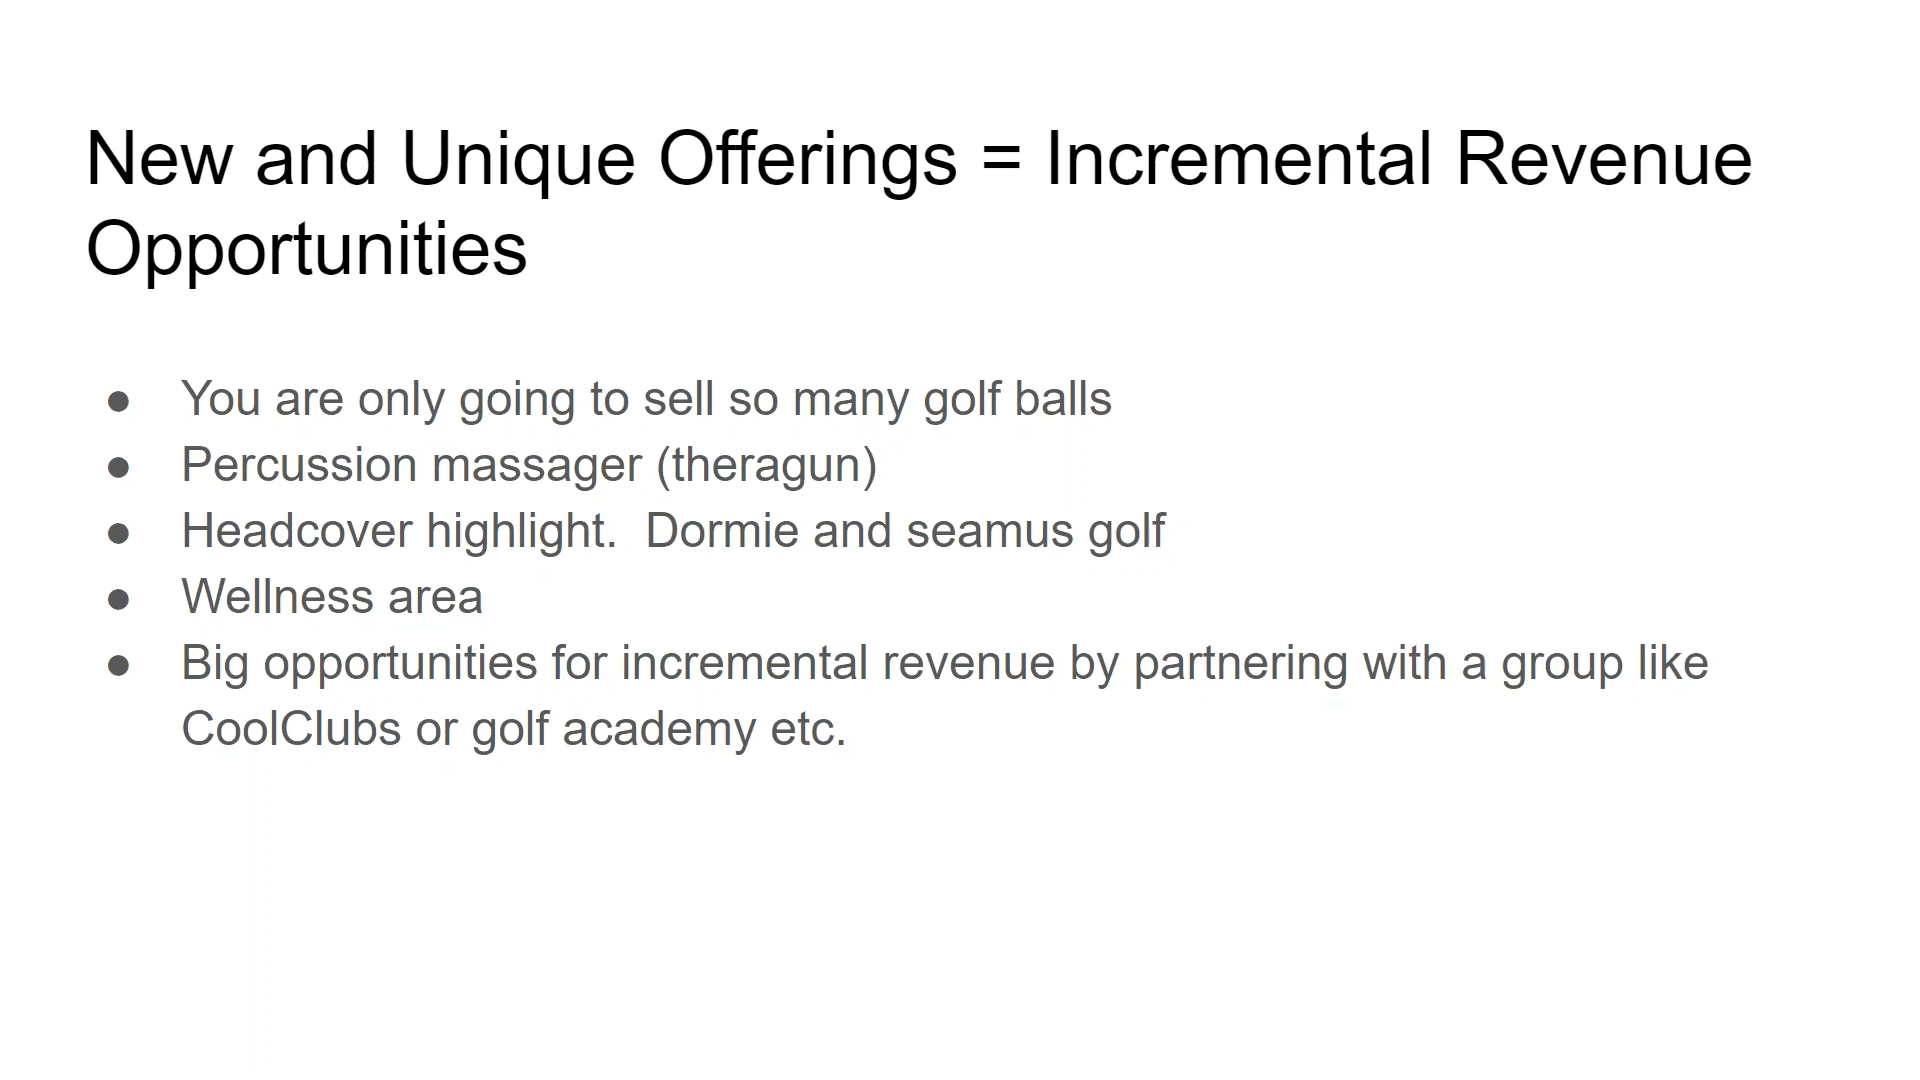 New and Unique Offerings = Incremental Revenue
Opportunities
● You are only going to sell so many golf balls
● Percussion massager (theragun)
● Headcover highlight.  Dormie and seamus golf
● Wellness area
● Big opportunities for incremental revenue by partnering with a group like
CoolClubs or golf academy etc.